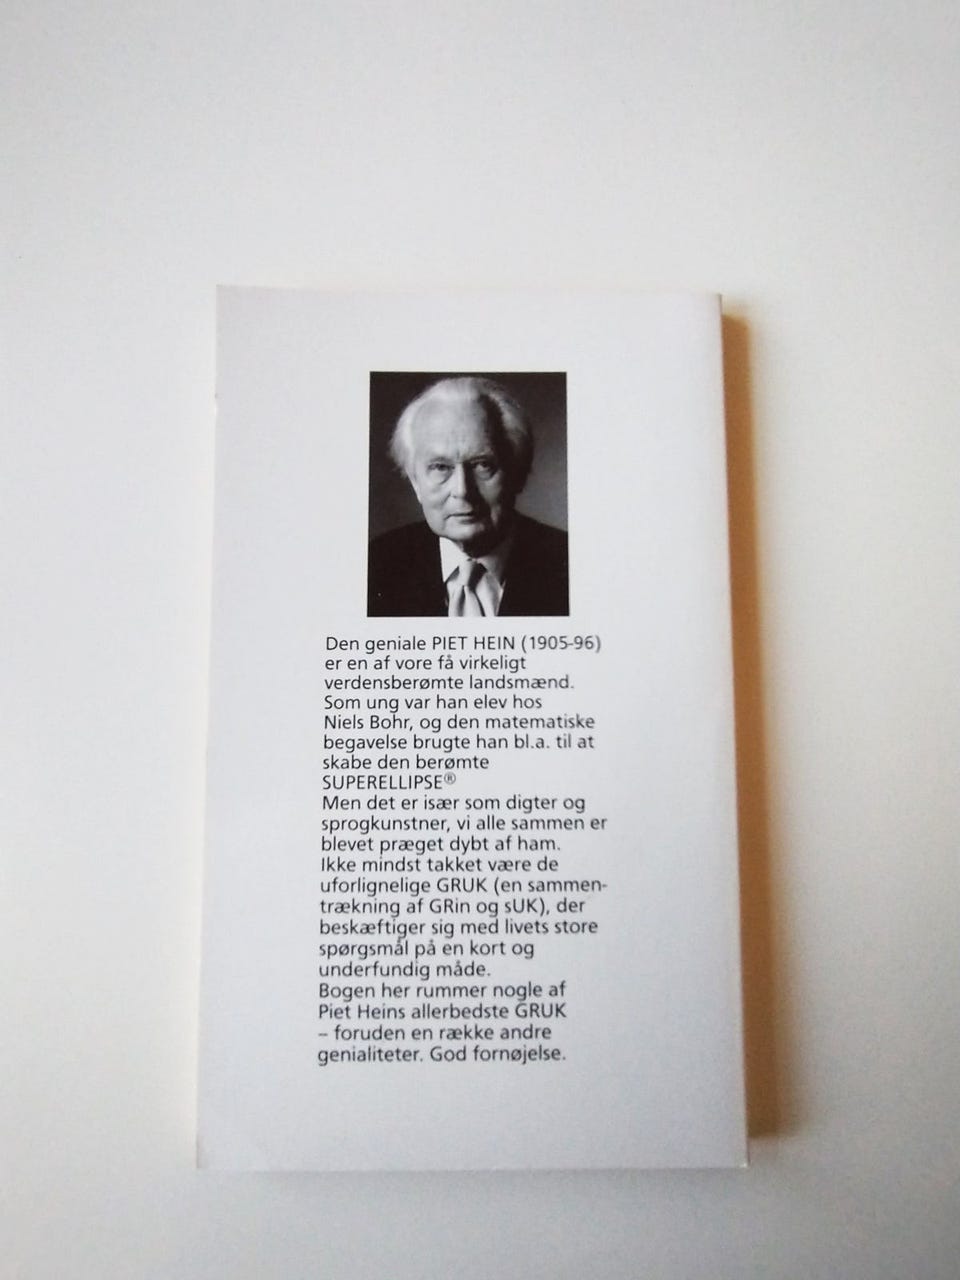 Den geniale PIET HEIN (1905-96)
er en af vore få virkeligt
verdensberømte landsmænd.
Som ung var han elev hos
Niels Bohr, og den matematiske
begavelse brugte han bl.a. til at
skabe den berømte
SUPERELLIPSE®
Men det er især som digter og
sprogkunstner, vi alle sammen er
blevet præget dybt af ham.
Ikke mindst takket være de
uforlignelige GRUK (en sammen-
trækning af GRin og sUK), der
beskæftiger sig med livets store
spørgsmål på en kort og
underfundig måde.
Bogen her rummer nogle af
Piet Heins allerbedste GRUK
– foruden en række andre
genialiteter. God fornøjelse.